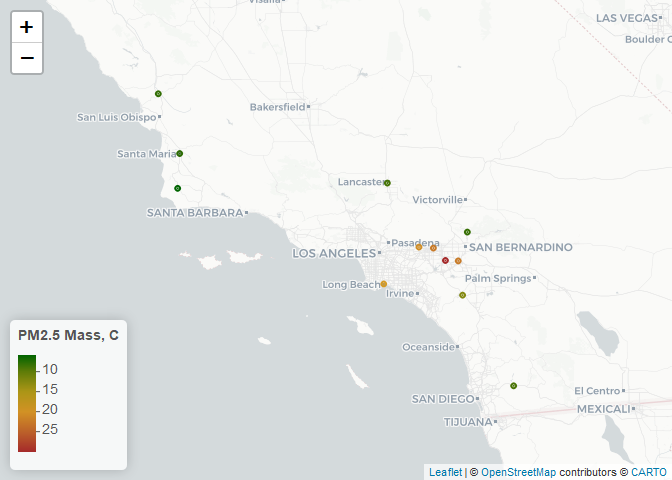 +
−
Visalia
LAS VEGAS
Boulder C
Bakersfield
San Luis Obispo
Santa Maria
Lancaster
Victorville
SANTA BARBARA
Pasadena
SAN BERNARDINO
LOS ANGELES
Palm Springs
Long Beach
Irvine
PM2.5 Mass, C
10
15
20
25
Oceanside
El Centro
SAN DIEGO
MEXICALI
TIJUANA
Leaflet | © OpenStreetMap contributors © CARTO